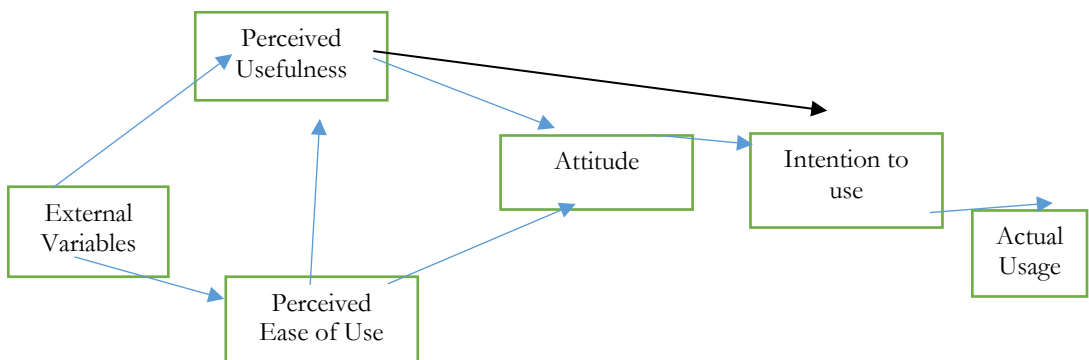 Perceived
Usefulness
Attitude
Intention to
use
External
Variables
Actual
Usage
Perceived
Ease of Use